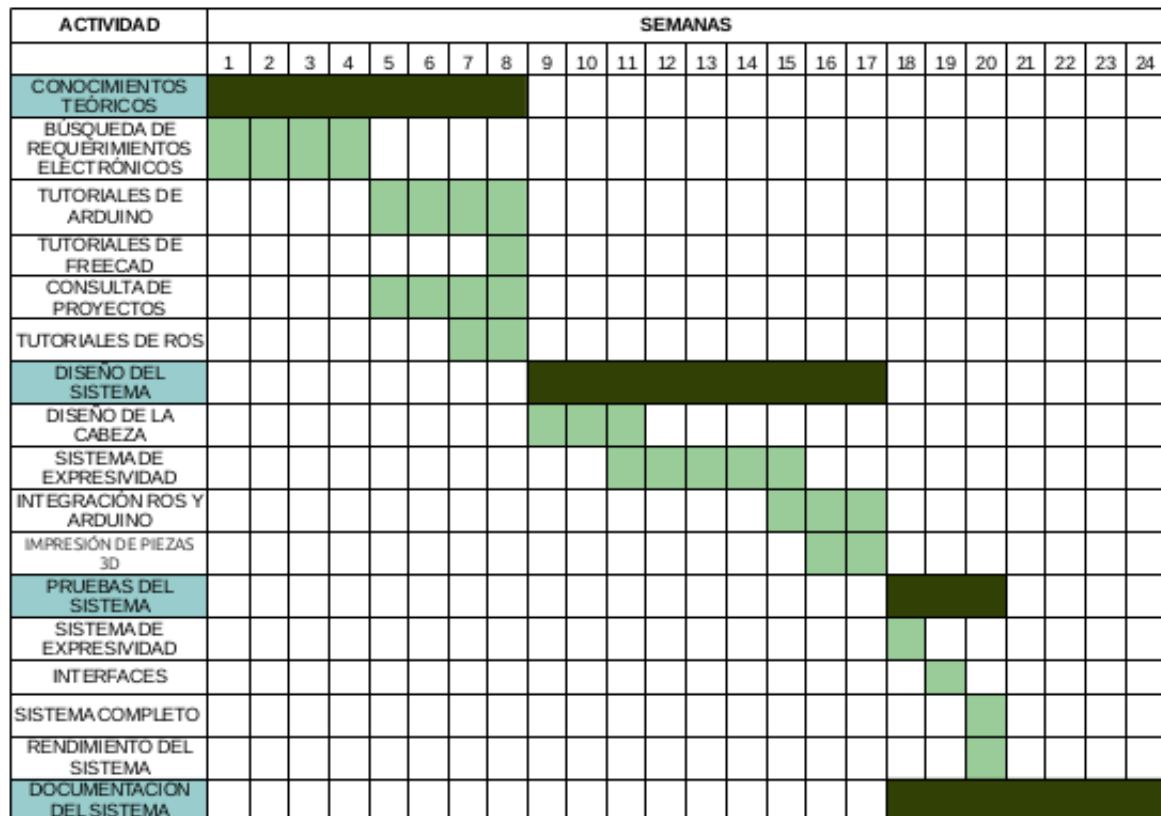 ACTIVIDAD SEMANAS
1 2 3 4 5 6 7 8 9 10 11 12 13 14 15 16 17 18 19 20 21 22 23 24
CONOCIMIENTOS
TEÓRICOS
BÚSQUEDA DE
REQUERIMIENTOS
ELECTRÓNICOS
TUTORIALES DE
ARDUINO
TUTORIALES DE
FREECAD
CONSULTA DE
PROYECTOS
TUTORIALES DE ROS
DISEÑO DEL
SISTEMA
DISEÑO DE LA
CABEZA
SISTEMA DE
EXPRESIVIDAD
INTEGRACIÓN ROS Y
ARDUINO
IMPRESIÓN DE PIEZAS
3D
PRUEBAS DEL
SISTEMA
SISTEMA DE
EXPRESIVIDAD
INTERFACES
SISTEMA COMPLETO
RENDIMIENTO DEL
SISTEMA
DOCUMENTACIÓN
DEL SISTEMA